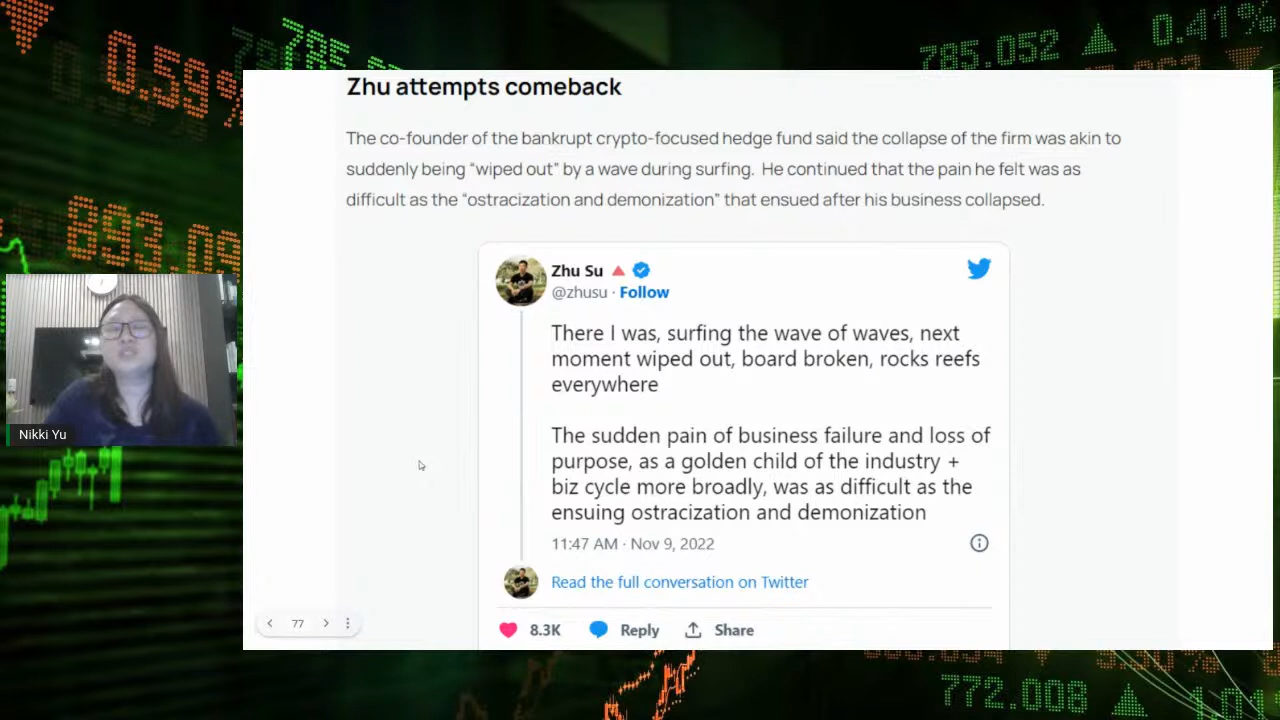 0.59%
785.
785.052 ▲ 0.41%
893.09
Zhu attempts comeback
The co-founder of the bankrupt crypto-focused hedge fund said the collapse of the firm was akin to
suddenly being “wiped out” by a wave during surfing. He continued that the pain he felt was as
difficult as the “ostracization and demonization” that ensued after his business collapsed.
Zhu Su 🔺
@zhusu · Follow
There I was, surfing the wave of waves, next
moment wiped out, board broken, rocks reefs
everywhere
The sudden pain of business failure and loss of
purpose, as a golden child of the industry +
biz cycle more broadly, was as difficult as the
ensuing ostracization and demonization
11:47 AM · Nov 9, 2022
Read the full conversation on Twitter
8.3K Reply Share
Nikki Yu
77
772.008 ▲